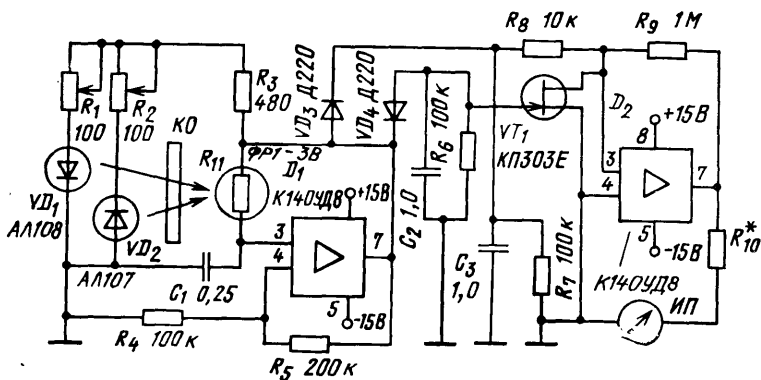 R₈ 10к
R₉ 1М
R₁ 100
R₂ 100
R₃ 480
VD₃ Д220
VD₄ Д220
R₆ 100к
VT₁ КП303Е
D₂
+15В
8
3
4
7
5
-15В
К140УД8
R₁₀*
КО
R₁₁
ФР1-3В
D₁
К140УД8
+15В
3
4
7
5
-15В
VD₁
АЛ108
VD₂
АЛ107
C₁ 0,25
C₂ 1,0
C₃ 1,0
R₇ 100к
ИП
R₄ 100к
R₅ 200к